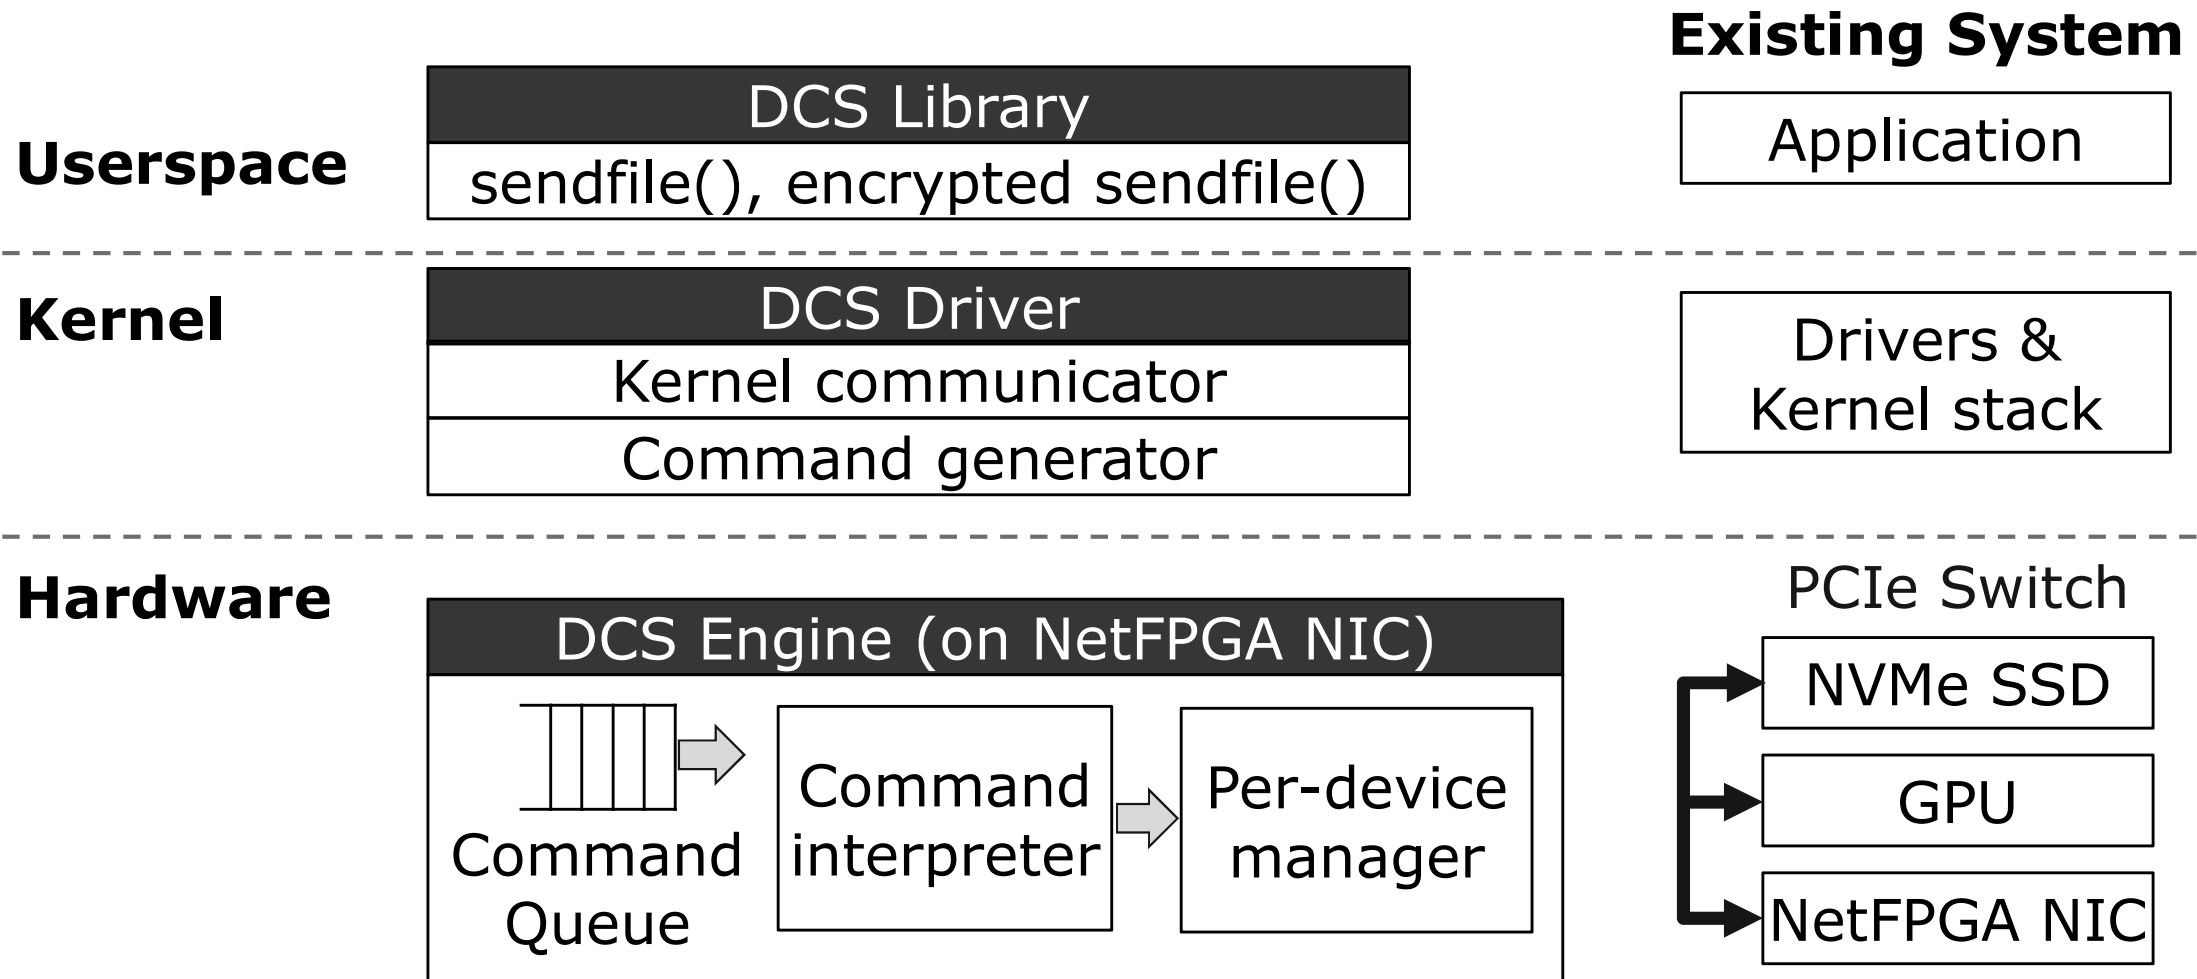 Existing System
Userspace
DCS Library
sendfile(), encrypted sendfile()
Application
Kernel
DCS Driver
Kernel communicator
Command generator
Drivers &
Kernel stack
Hardware
DCS Engine (on NetFPGA NIC)
Command
Queue
Command
interpreter
Per-device
manager
PCIe Switch
NVMe SSD
GPU
NetFPGA NIC